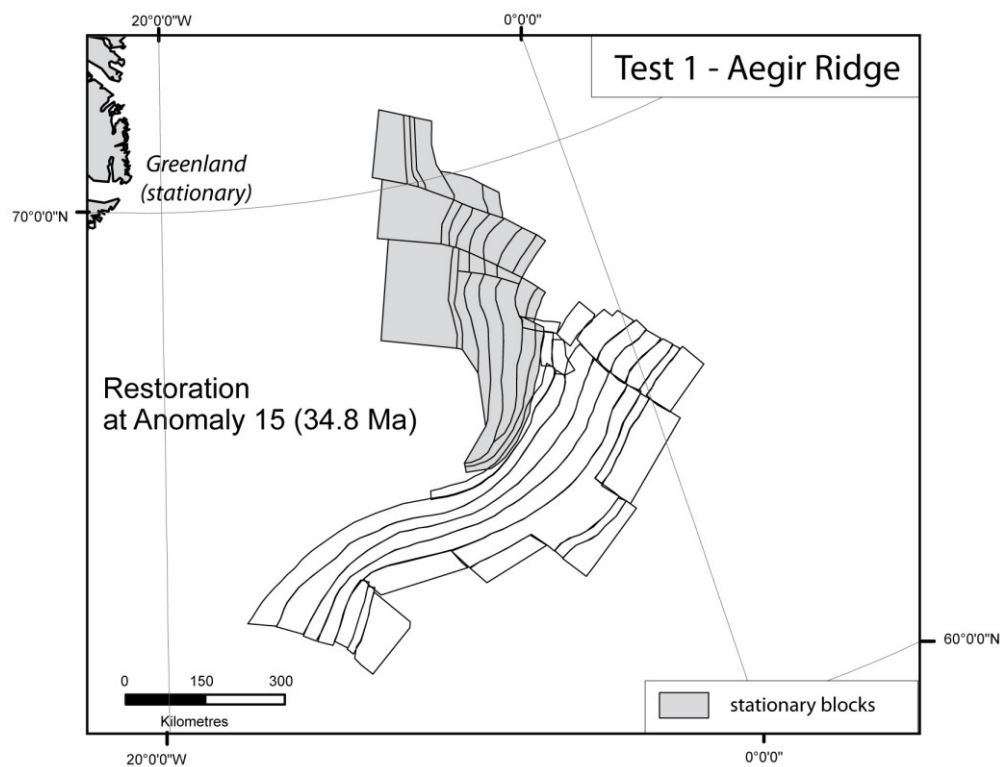 20°0'0"W
0°0'0"
Test 1 - Aegir Ridge
Greenland
(stationary)
70°0'0"N
Restoration
at Anomaly 15 (34.8 Ma)
60°0'0"N
0 150 300
Kilometres
stationary blocks
20°0'0"W
0°0'0"